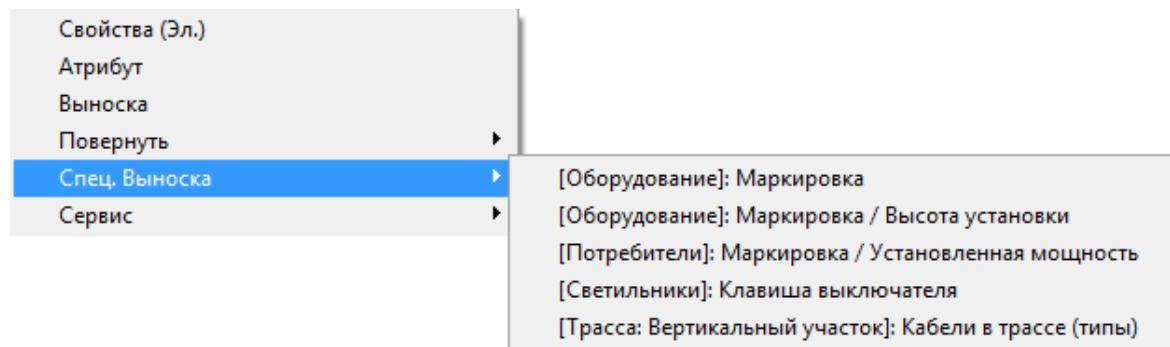 Свойства (Эл.)
Атрибут
Выноска
Повернуть
Спец. Выноска
Сервис
[Оборудование]: Маркировка
[Оборудование]: Маркировка / Высота установки
[Потребители]: Маркировка / Установленная мощность
[Светильники]: Клавиша выключателя
[Трасса: Вертикальный участок]: Кабели в трассе (типы)